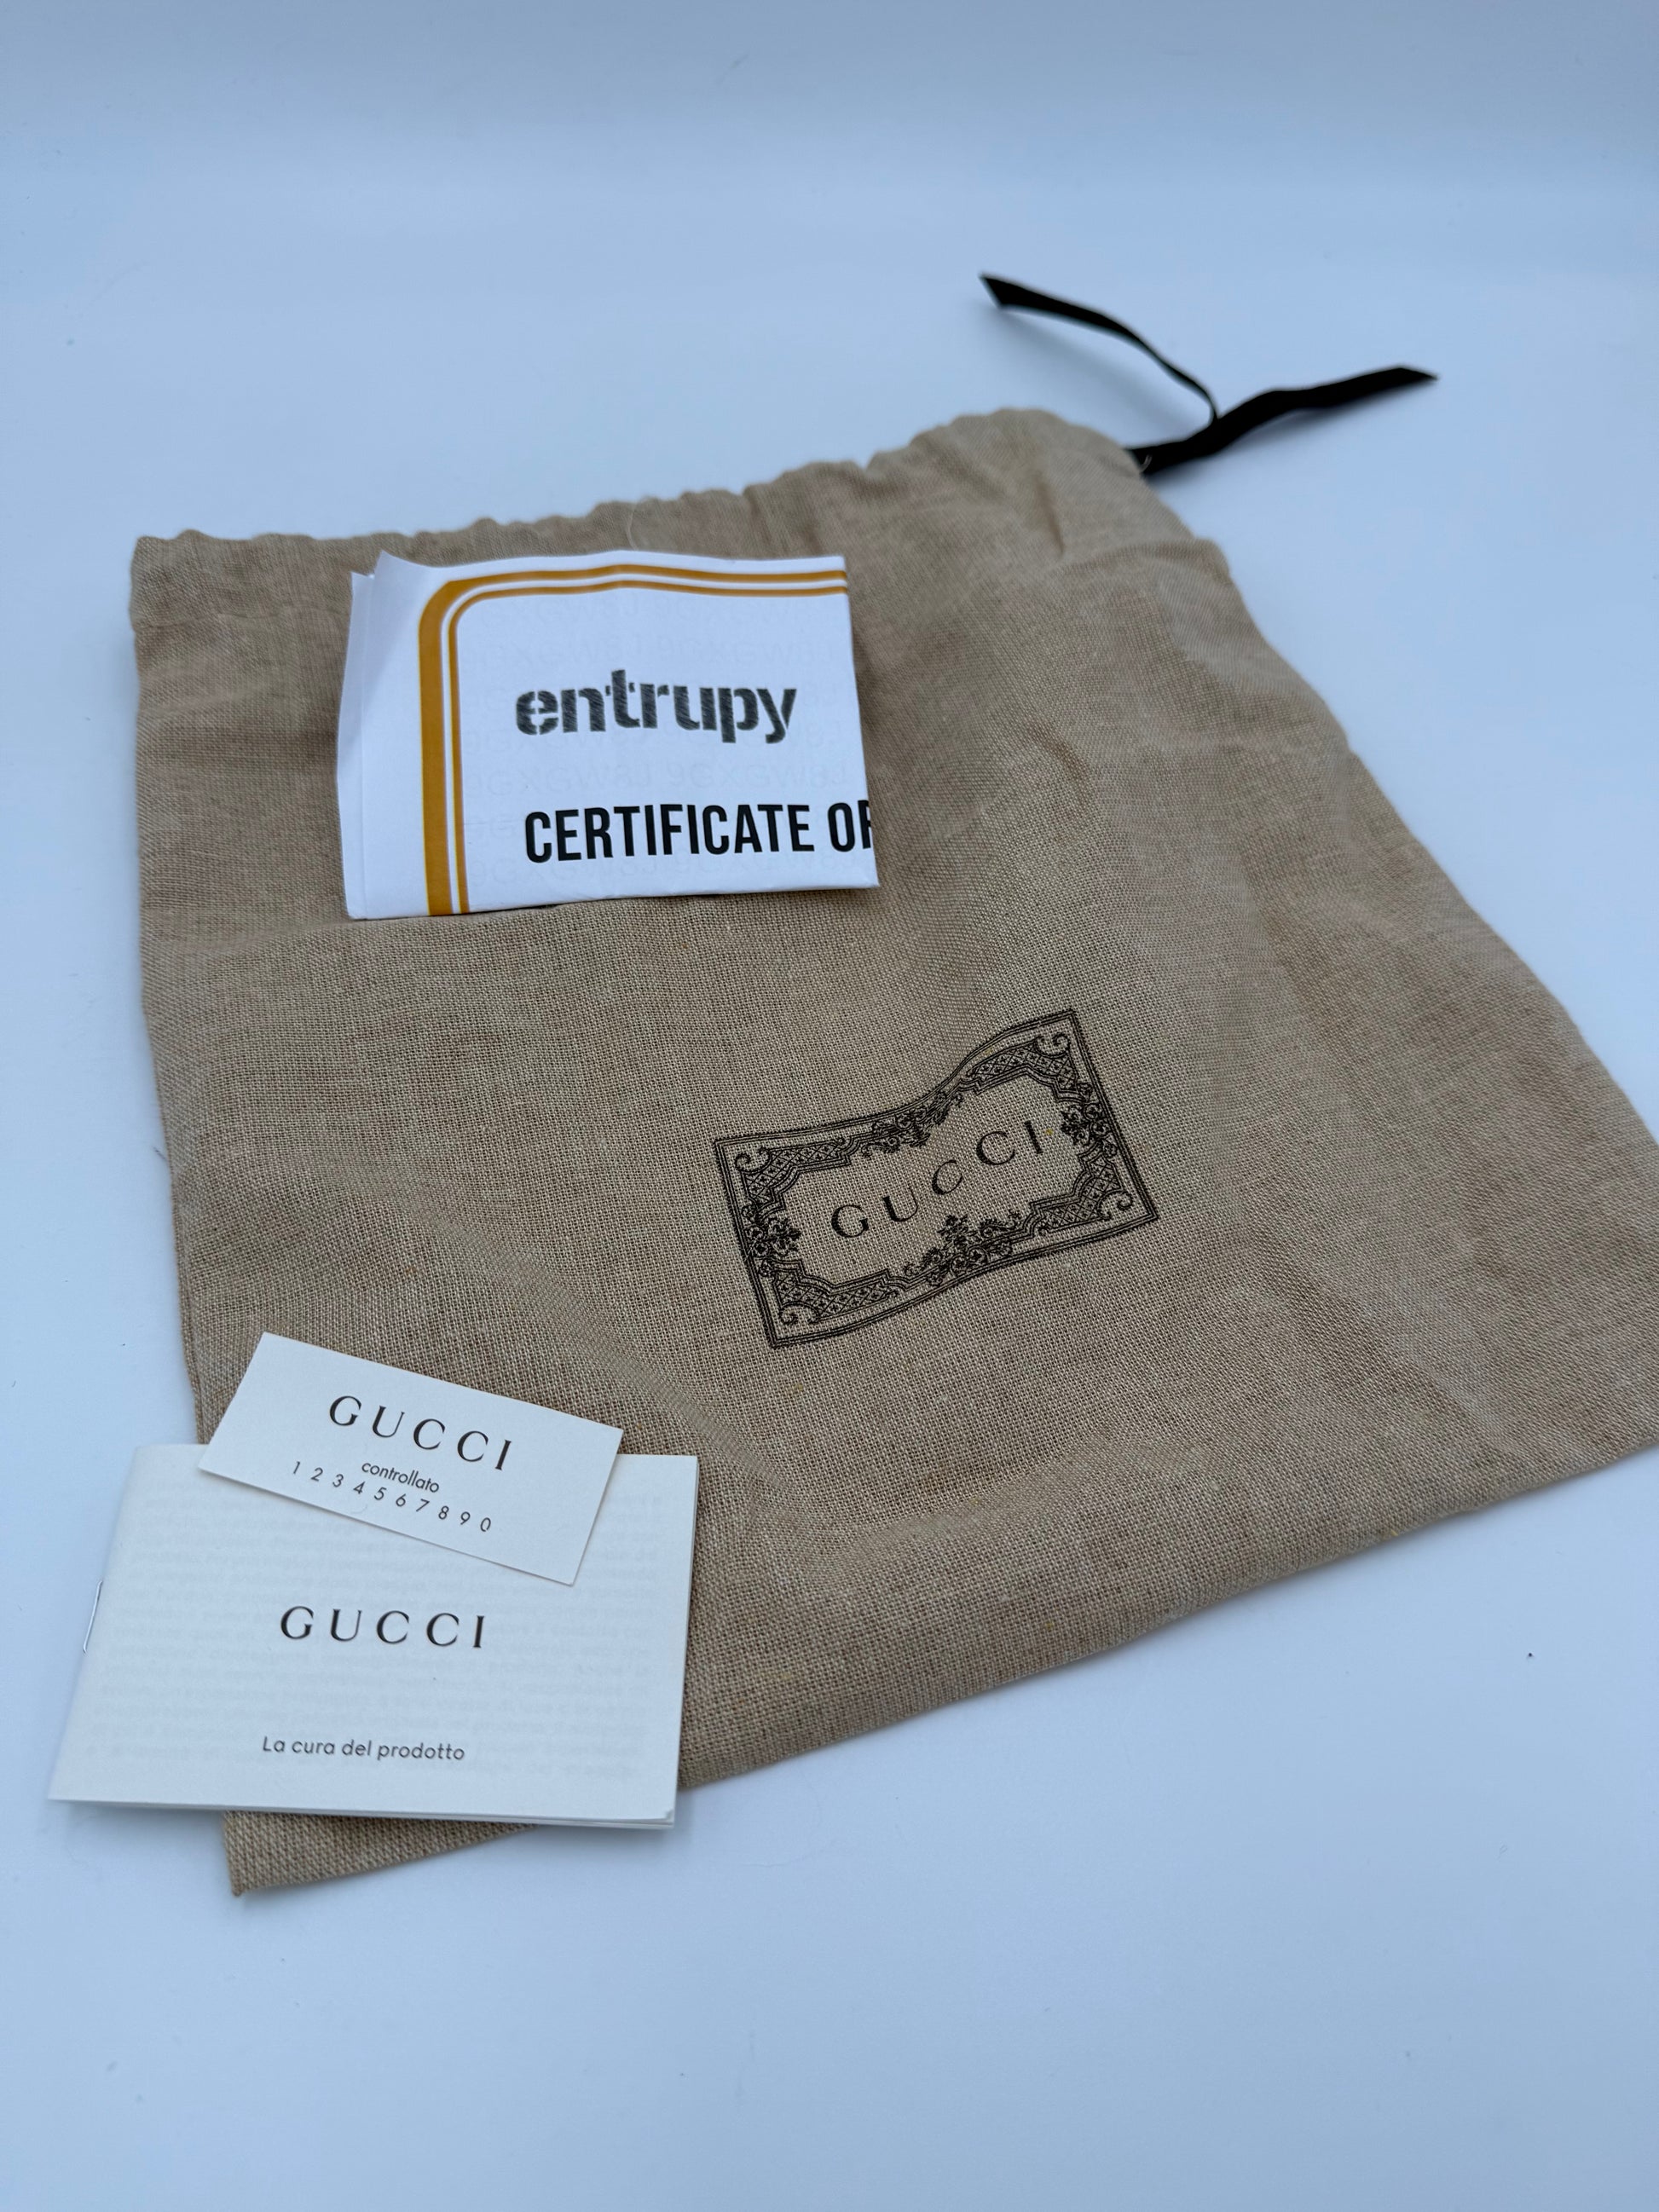 entrupy
CERTIFICATE OF
GUCCI
GUCCI
controllato
1 2 3 4 5 6 7 8 9 0
GUCCI
La cura del prodotto